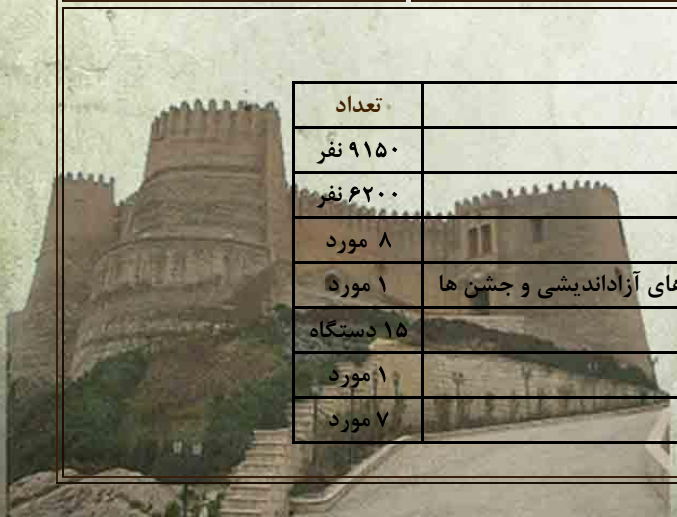 تعداد
۹۱۵۰ نفر
۶۲۰۰ نفر
۸ مورد
های آزاداندیشی و جشن ها ۱ مورد
۱۵ دستگاه
۱ مورد
۷ مورد